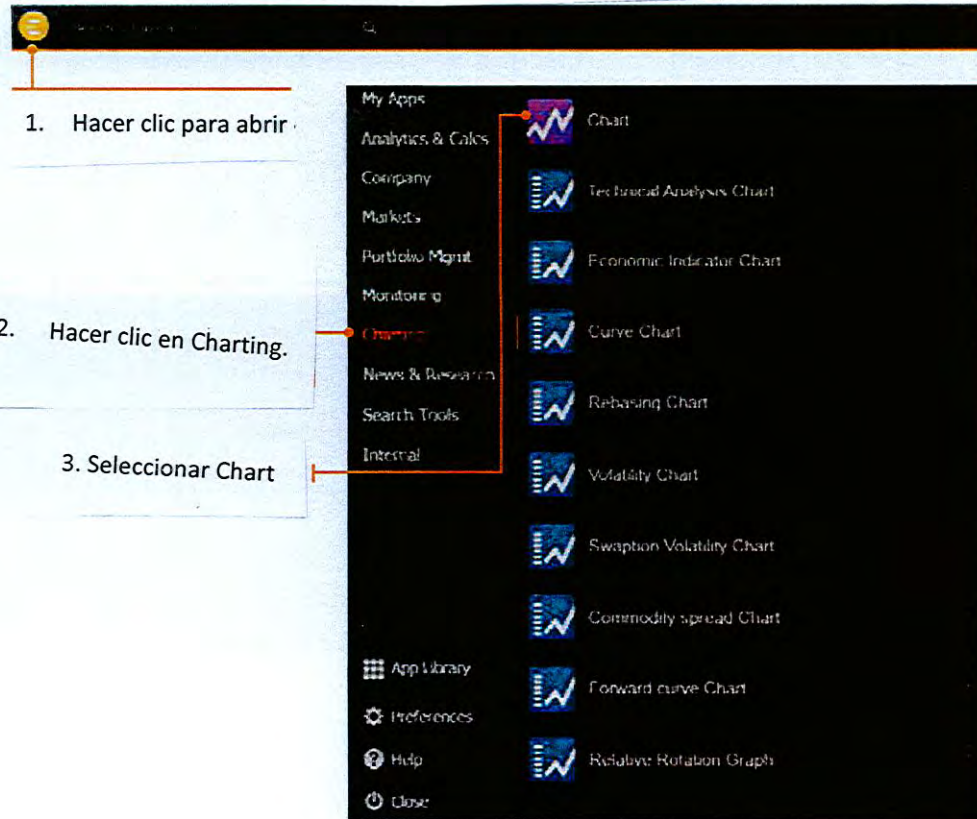 1. Hacer clic para abrir
2. Hacer clic en Charting.
3. Seleccionar Chart
My Apps
Analytics & Calcs
Company
Markets
Portfolio Mgmt
Monitoring
Charting
News & Research
Search Tools
Internal
App Library
Preferences
Help
Close
Chart
Technical Analysis Chart
Economic Indicator Chart
Curve Chart
Rebasing Chart
Volatility Chart
Swaption Volatility Chart
Commodity spread Chart
Forward curve Chart
Relative Rotation Graph